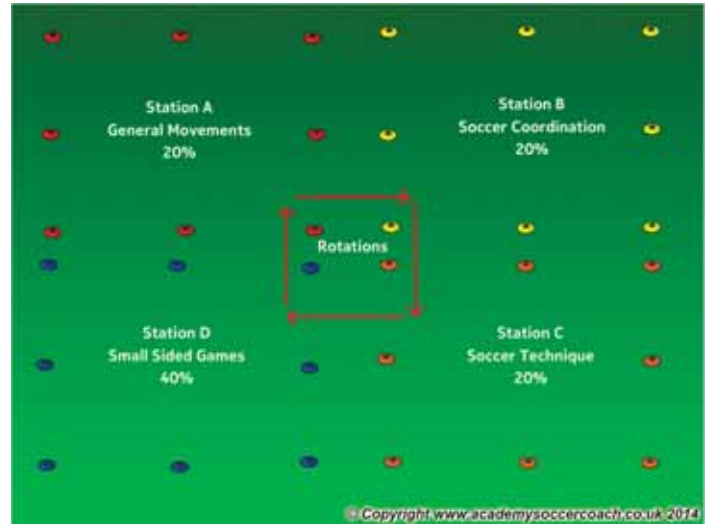 Station A
General Movements
20%
Station B
Soccer Coordination
20%
Rotations
Station D
Small Sided Games
40%
Station C
Soccer Technique
20%
© Copyright www.academysoccercoach.co.uk 2014